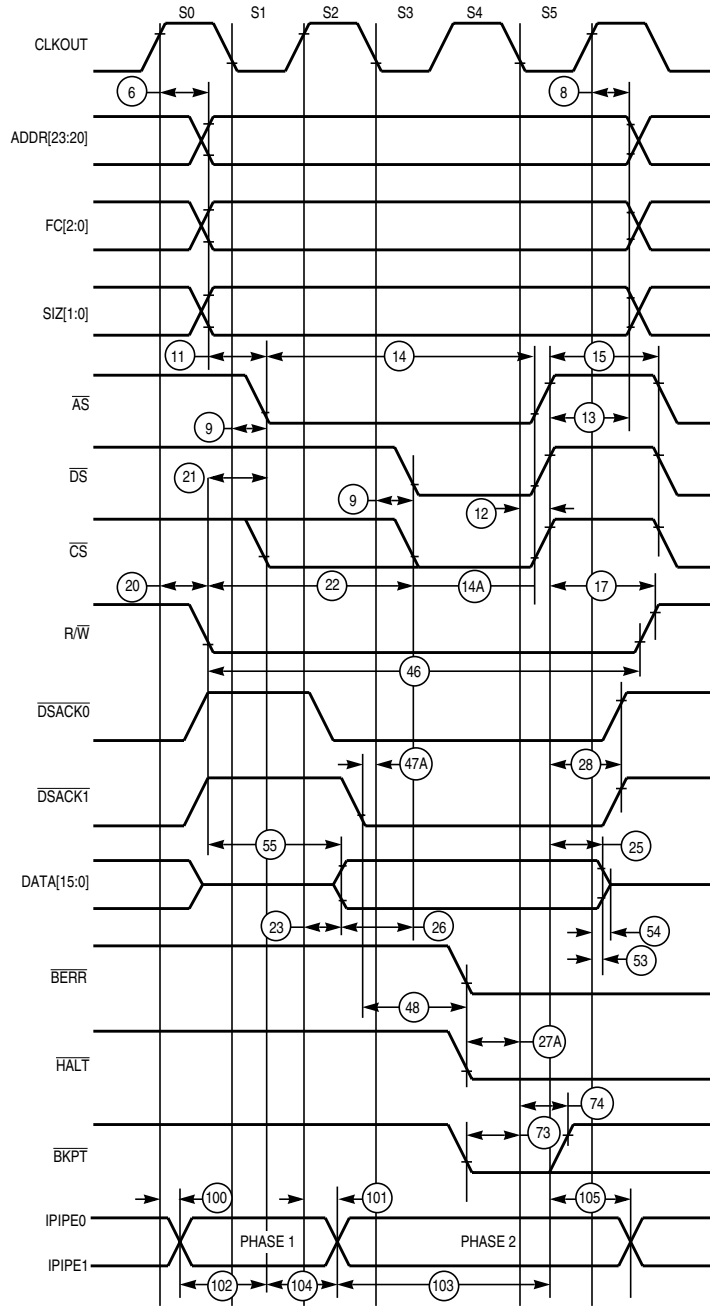 S0 S1 S2 S3 S4 S5
CLKOUT
6 8
ADDR[23:20]
FC[2:0]
SIZ[1:0]
11 14 15
AS
9 13
DS
21 9 12
CS
20 22 14A 17
R/W
46
DSACK0
47A 28
DSACK1
55 25
DATA[15:0]
23 26 54
53
BERR
48
27A
HALT
74
73
BKPT
100 101 105
IPIPE0
PHASE 1 PHASE 2
IPIPE1
102 104 103